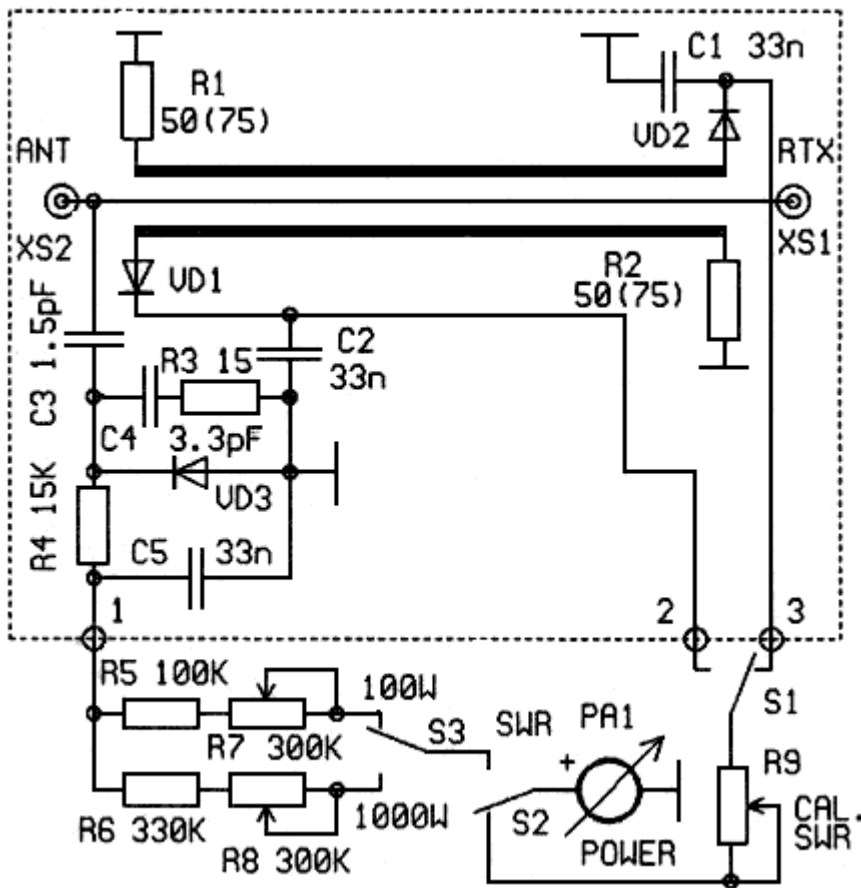 C1 33n
R1
50(75)
VD2
ANT
RTX
XS2
XS1
VD1
R2
50(75)
C3 1.5pF
R3 15
C2
33n
C4
3.3pF
VD3
R4 15K
C5
33n
1
2
3
R5 100K
100W
R7 300K
S3
SWR
PA1
S1
+
R9
R6 330K
1000W
S2
CAL.
SWR
R8 300K
POWER